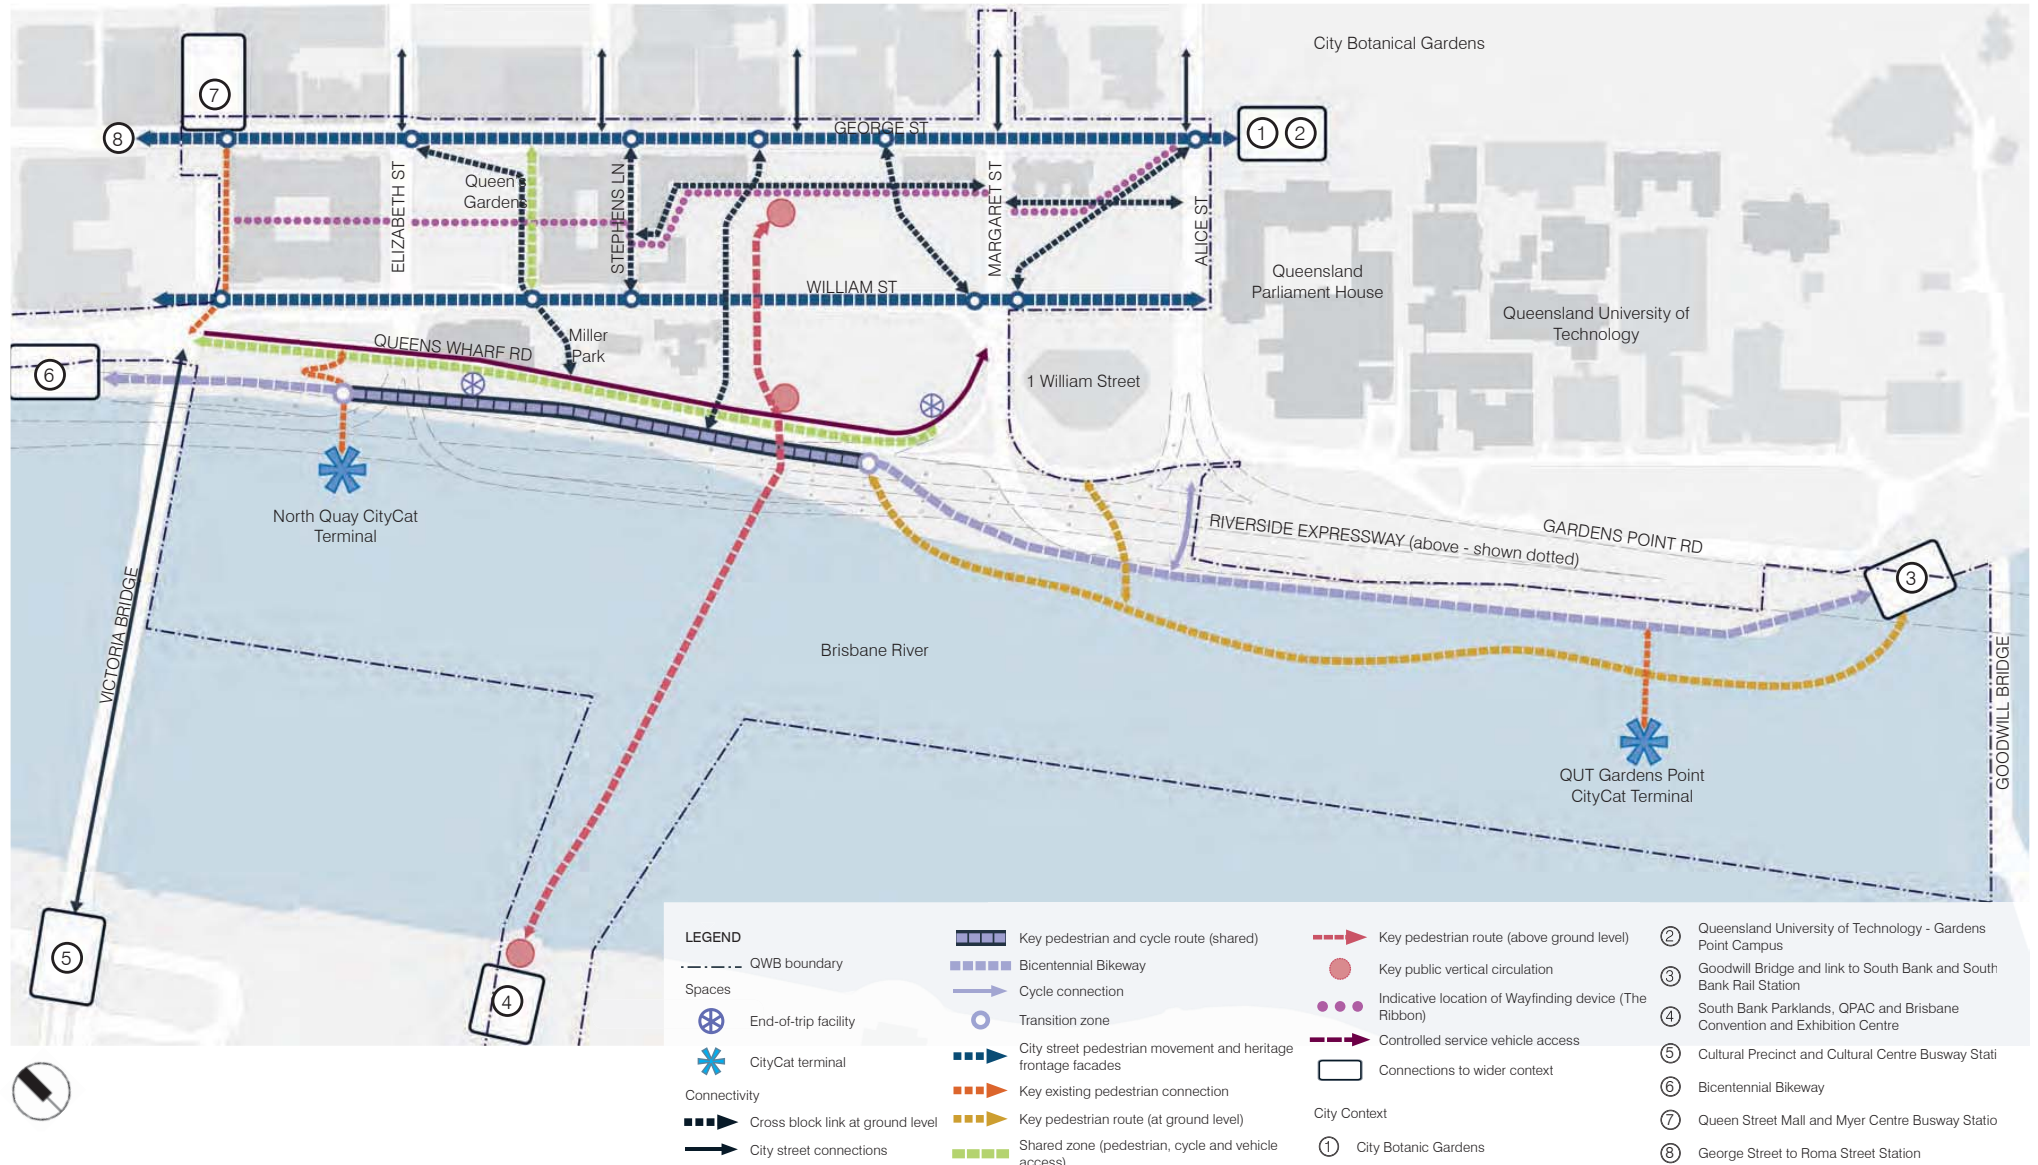 City Botanical Gardens
7
8
GEORGE ST
1 2
ELIZABETH ST
Queen
Gardens
STEPHENS LN
MARGARET ST
ALICE ST
WILLIAM ST
Queensland
Parliament House
Queensland University of
Technology
QUEENS WHARF RD
Miller
Park
1 William Street
6
North Quay CityCat
Terminal
RIVERSIDE EXPRESSWAY (above - shown dotted)
GARDENS POINT RD
3
VICTORIA BRIDGE
Brisbane River
GOODWILL BRIDGE
QUT Gardens Point
CityCat Terminal
5
4
LEGEND
QWB boundary
Spaces
End-of-trip facility
CityCat terminal
Connectivity
Cross block link at ground level
City street connections
Key pedestrian and cycle route (shared)
Bicentennial Bikeway
Cycle connection
Transition zone
City street pedestrian movement and heritage
frontage facades
Key existing pedestrian connection
Key pedestrian route (at ground level)
Shared zone (pedestrian, cycle and vehicle
access)
Key pedestrian route (above ground level)
Key public vertical circulation
Indicative location of Wayfinding device (The
Ribbon)
Controlled service vehicle access
Connections to wider context
City Context
1 City Botanic Gardens
2 Queensland University of Technology - Gardens
Point Campus
3 Goodwill Bridge and link to South Bank and South
Bank Rail Station
4 South Bank Parklands, QPAC and Brisbane
Convention and Exhibition Centre
5 Cultural Precinct and Cultural Centre Busway Stati
6 Bicentennial Bikeway
7 Queen Street Mall and Myer Centre Busway Statio
8 George Street to Roma Street Station